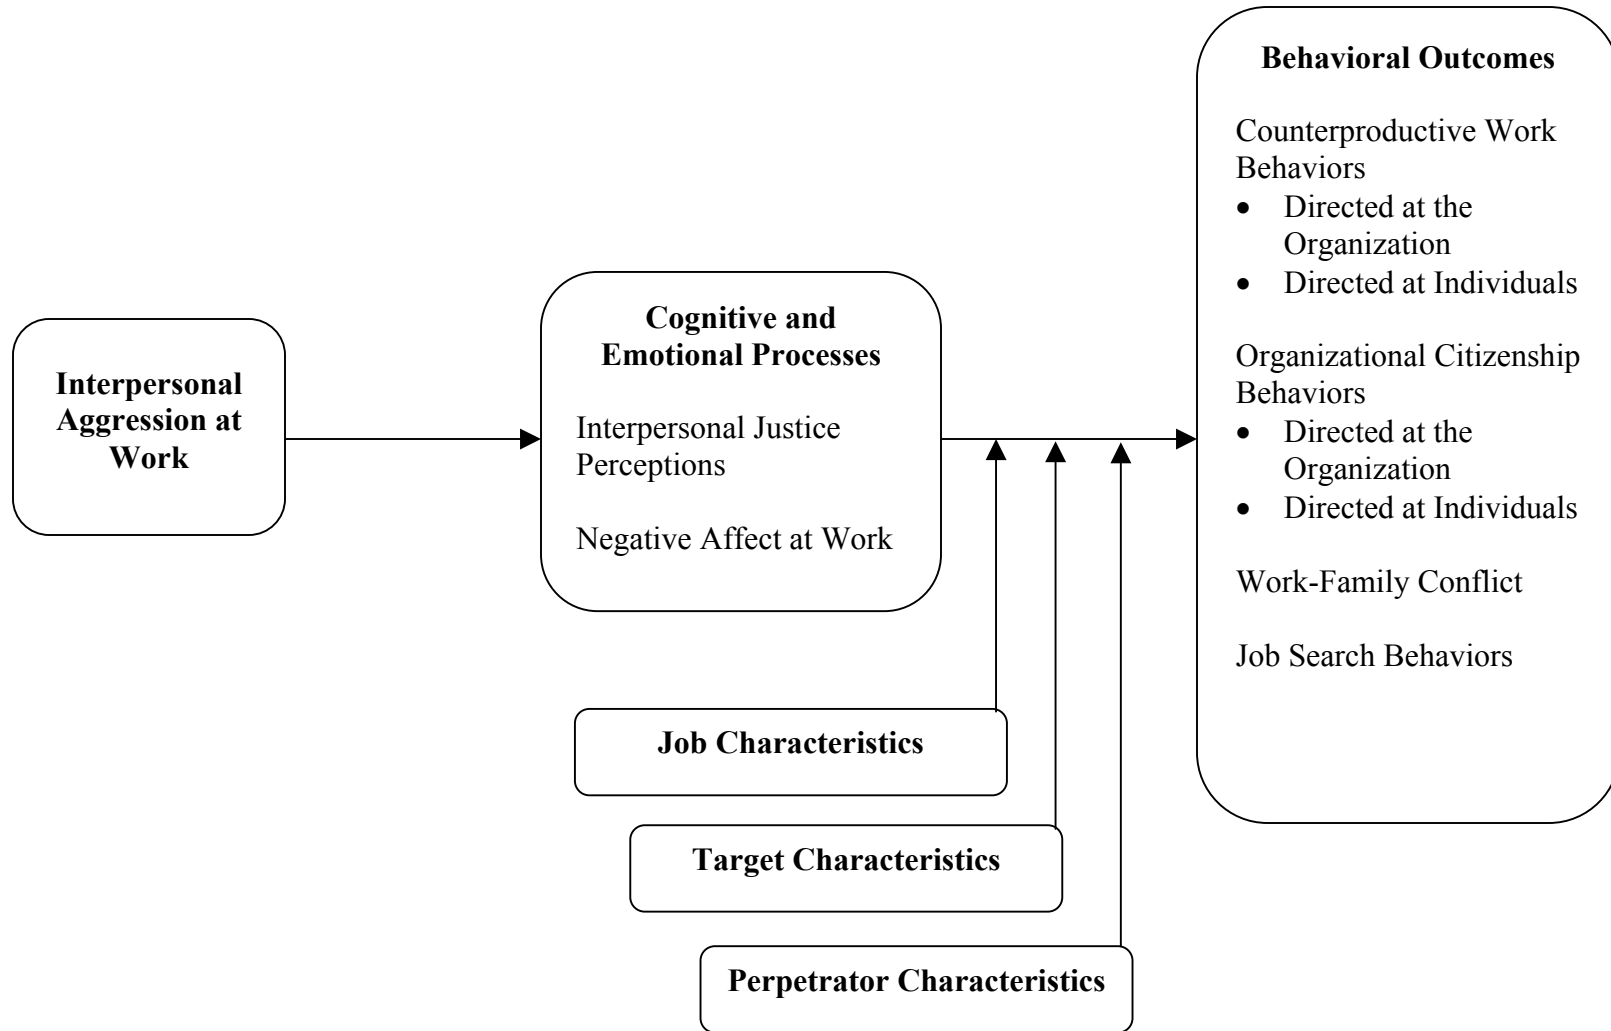 Interpersonal
Aggression at
Work
Cognitive and
Emotional Processes
Interpersonal Justice
Perceptions
Negative Affect at Work
Job Characteristics
Target Characteristics
Perpetrator Characteristics
Behavioral Outcomes
Counterproductive Work
Behaviors
• Directed at the
Organization
• Directed at Individuals
Organizational Citizenship
Behaviors
• Directed at the
Organization
• Directed at Individuals
Work-Family Conflict
Job Search Behaviors